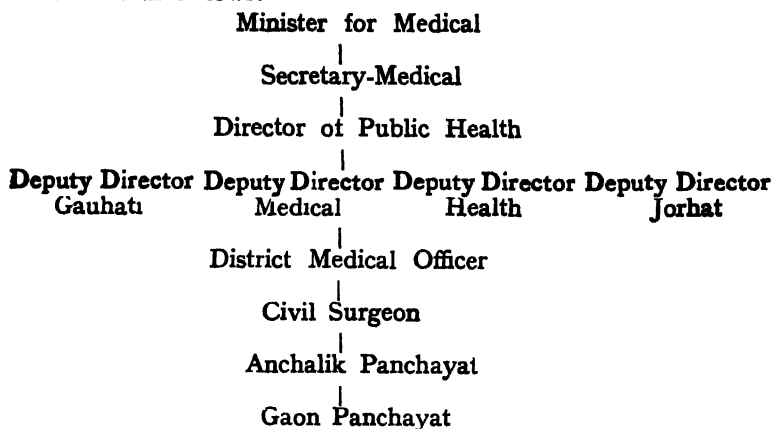 Minister for Medical
Secretary-Medical
Director of Public Health
Deputy Director Deputy Director Deputy Director Deputy Director
Gauhati Medical Health Jorhat
District Medical Officer
Civil Surgeon
Anchalik Panchayat
Gaon Panchayat